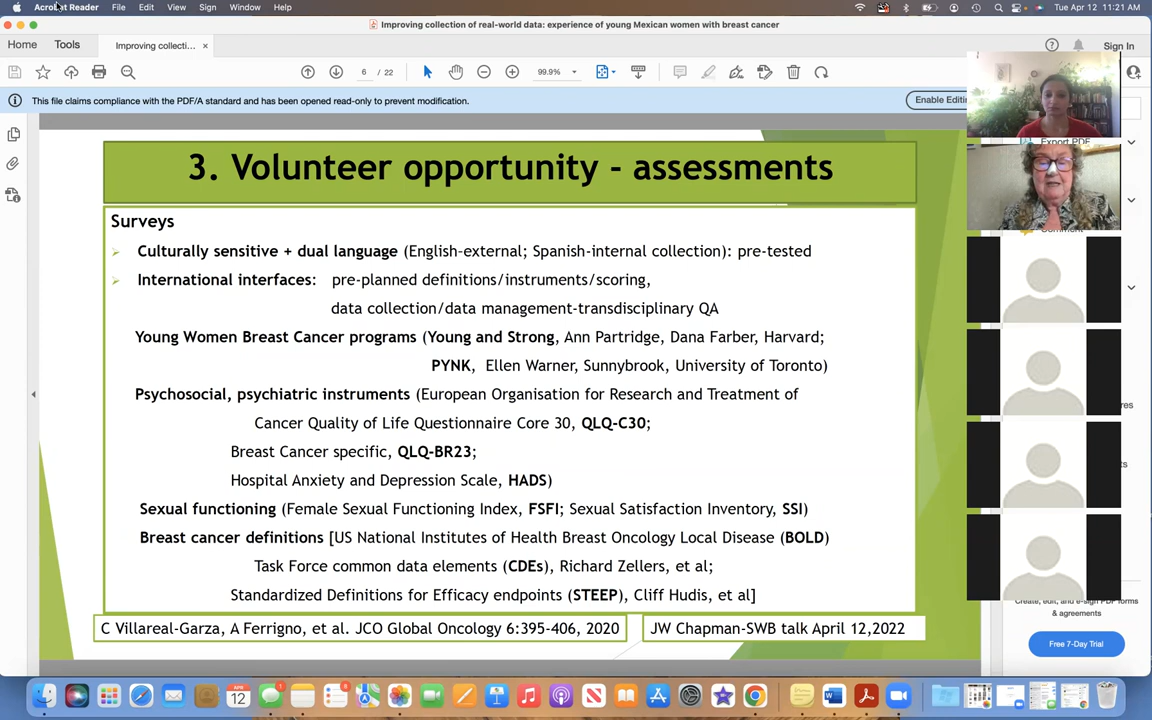 Acrobat Reader File Edit View Sign Window Help
Tue Apr 12 11:21 AM
Improving collection of real-world data: experience of young Mexican women with breast cancer
Home Tools Improving collecti... × Sign In
6 / 22 99.9%
This file claims compliance with the PDF/A standard and has been opened read-only to prevent modification.
Enable Editin
Export PDF
3. Volunteer opportunity - assessments
Surveys
Culturally sensitive + dual language (English-external; Spanish-internal collection): pre-tested
International interfaces: pre-planned definitions/instruments/scoring,
data collection/data management-transdisciplinary QA
Young Women Breast Cancer programs (Young and Strong, Ann Partridge, Dana Farber, Harvard;
PYNK, Ellen Warner, Sunnybrook, University of Toronto)
Psychosocial, psychiatric instruments (European Organisation for Research and Treatment of
Cancer Quality of Life Questionnaire Core 30, QLQ-C30;
Breast Cancer specific, QLQ-BR23;
Hospital Anxiety and Depression Scale, HADS)
Sexual functioning (Female Sexual Functioning Index, FSFI; Sexual Satisfaction Inventory, SSI)
Breast cancer definitions [US National Institutes of Health Breast Oncology Local Disease (BOLD)
Task Force common data elements (CDEs), Richard Zellers, et al;
Standardized Definitions for Efficacy endpoints (STEEP), Cliff Hudis, et al]
C Villareal-Garza, A Ferrigno, et al. JCO Global Oncology 6:395-406, 2020
JW Chapman-SWB talk April 12,2022
res
ts
Create, edit, and e-sign PDF forms
& agreements
Free 7-Day Trial